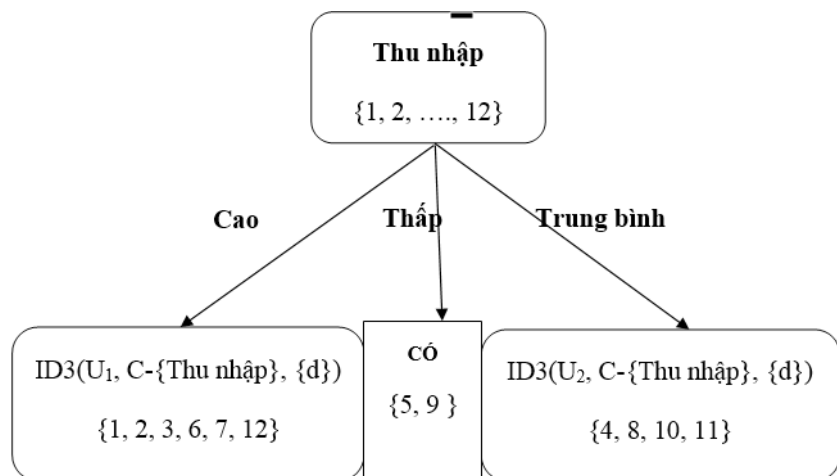 Thu nhập
{1, 2, …., 12}
Cao
Thấp
Trung bình
ID3(U₁, C-{Thu nhập}, {d})
{1, 2, 3, 6, 7, 12}
CÓ
{5, 9 }
ID3(U₂, C-{Thu nhập}, {d})
{4, 8, 10, 11}